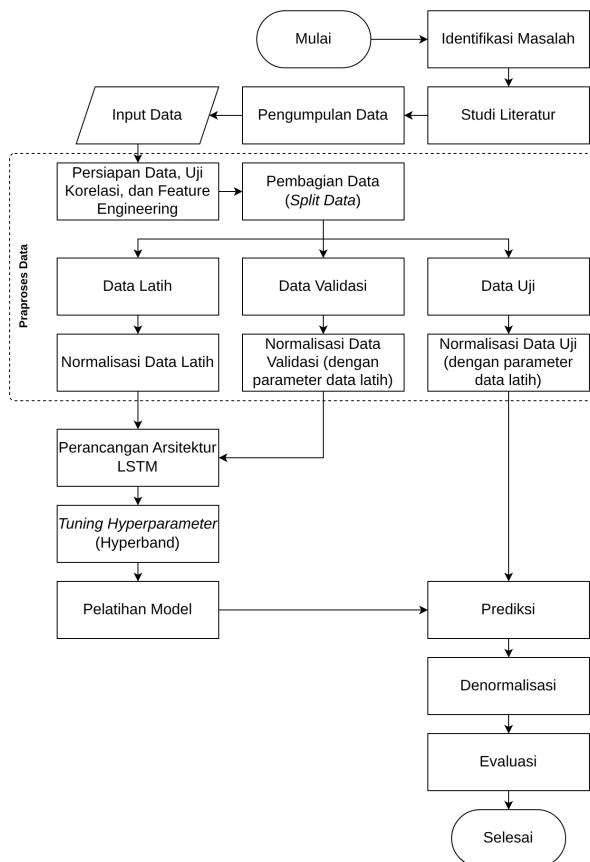 Mulai
Identifikasi Masalah
Studi Literatur
Pengumpulan Data
Input Data
Praproses Data
Persiapan Data, Uji
Korelasi, dan Feature
Engineering
Pembagian Data
(Split Data)
Data Latih
Data Validasi
Data Uji
Normalisasi Data Latih
Normalisasi Data
Validasi (dengan
parameter data latih)
Normalisasi Data Uji
(dengan parameter
data latih)
Perancangan Arsitektur
LSTM
Tuning Hyperparameter
(Hyperband)
Pelatihan Model
Prediksi
Denormalisasi
Evaluasi
Selesai